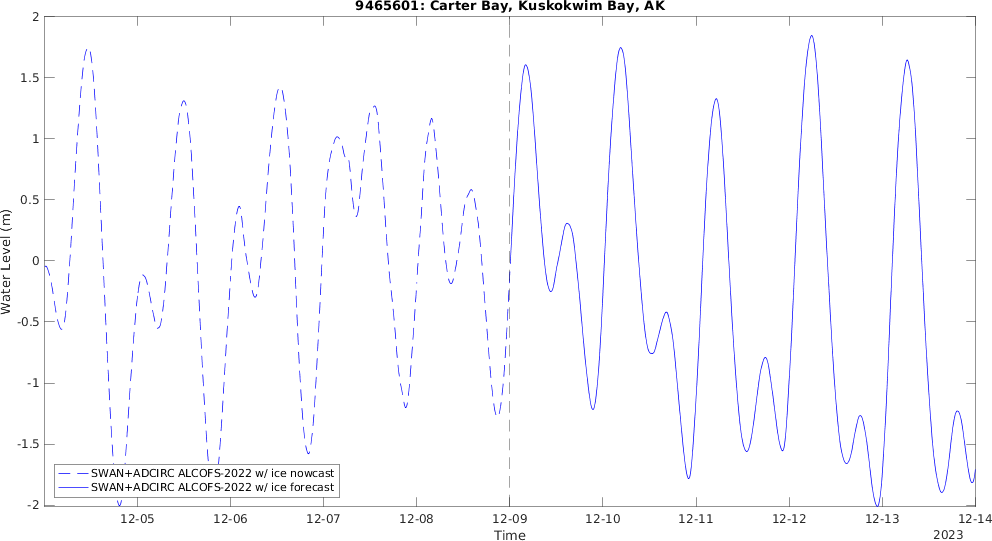 9465601: Carter Bay, Kuskokwim Bay, AK
2
1.5
1
0.5
0
-0.5
-1
-1.5
-2
Water Level (m)
SWAN+ADCIRC ALCOFS-2022 w/ ice nowcast
SWAN+ADCIRC ALCOFS-2022 w/ ice forecast
12-05 12-06 12-07 12-08 12-09 12-10 12-11 12-12 12-13 12-14
Time
2023